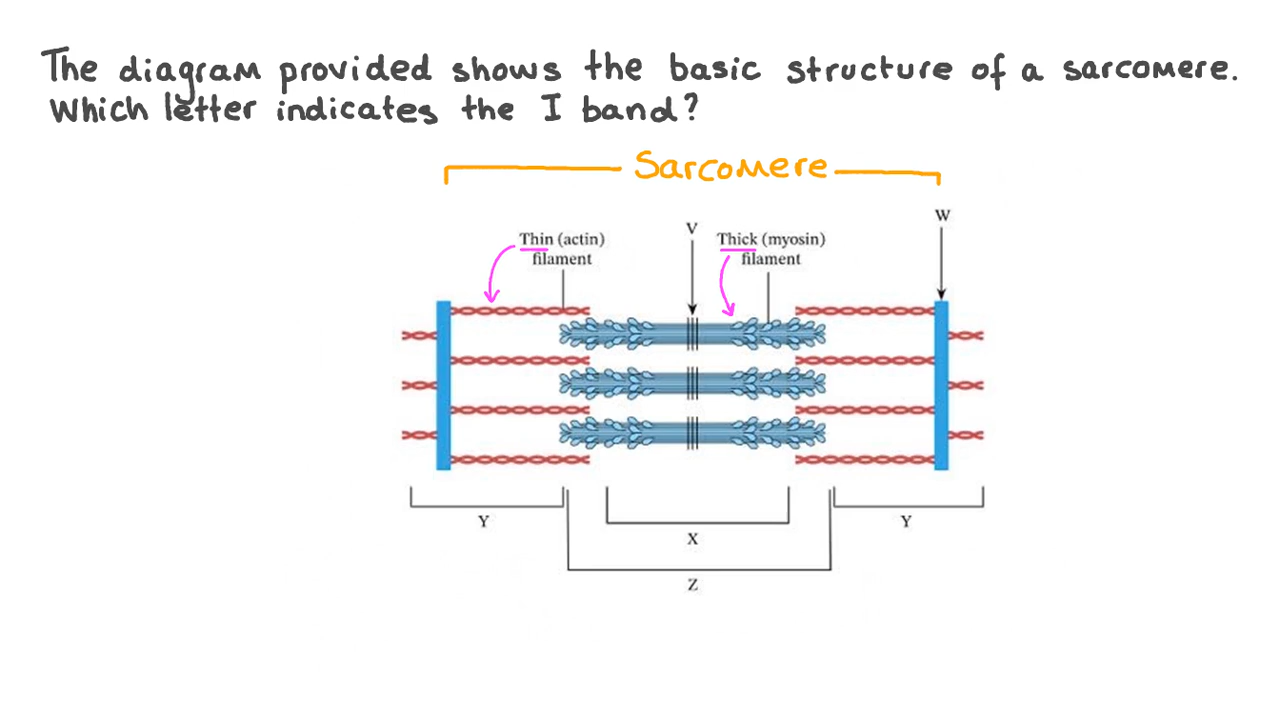 The diagram provided shows the basic structure of a sarcomere.
Which letter indicates the I band?
Sarcomere
W
V
Thin (actin)
filament
Thick (myosin)
filament
Y
X
Y
Z